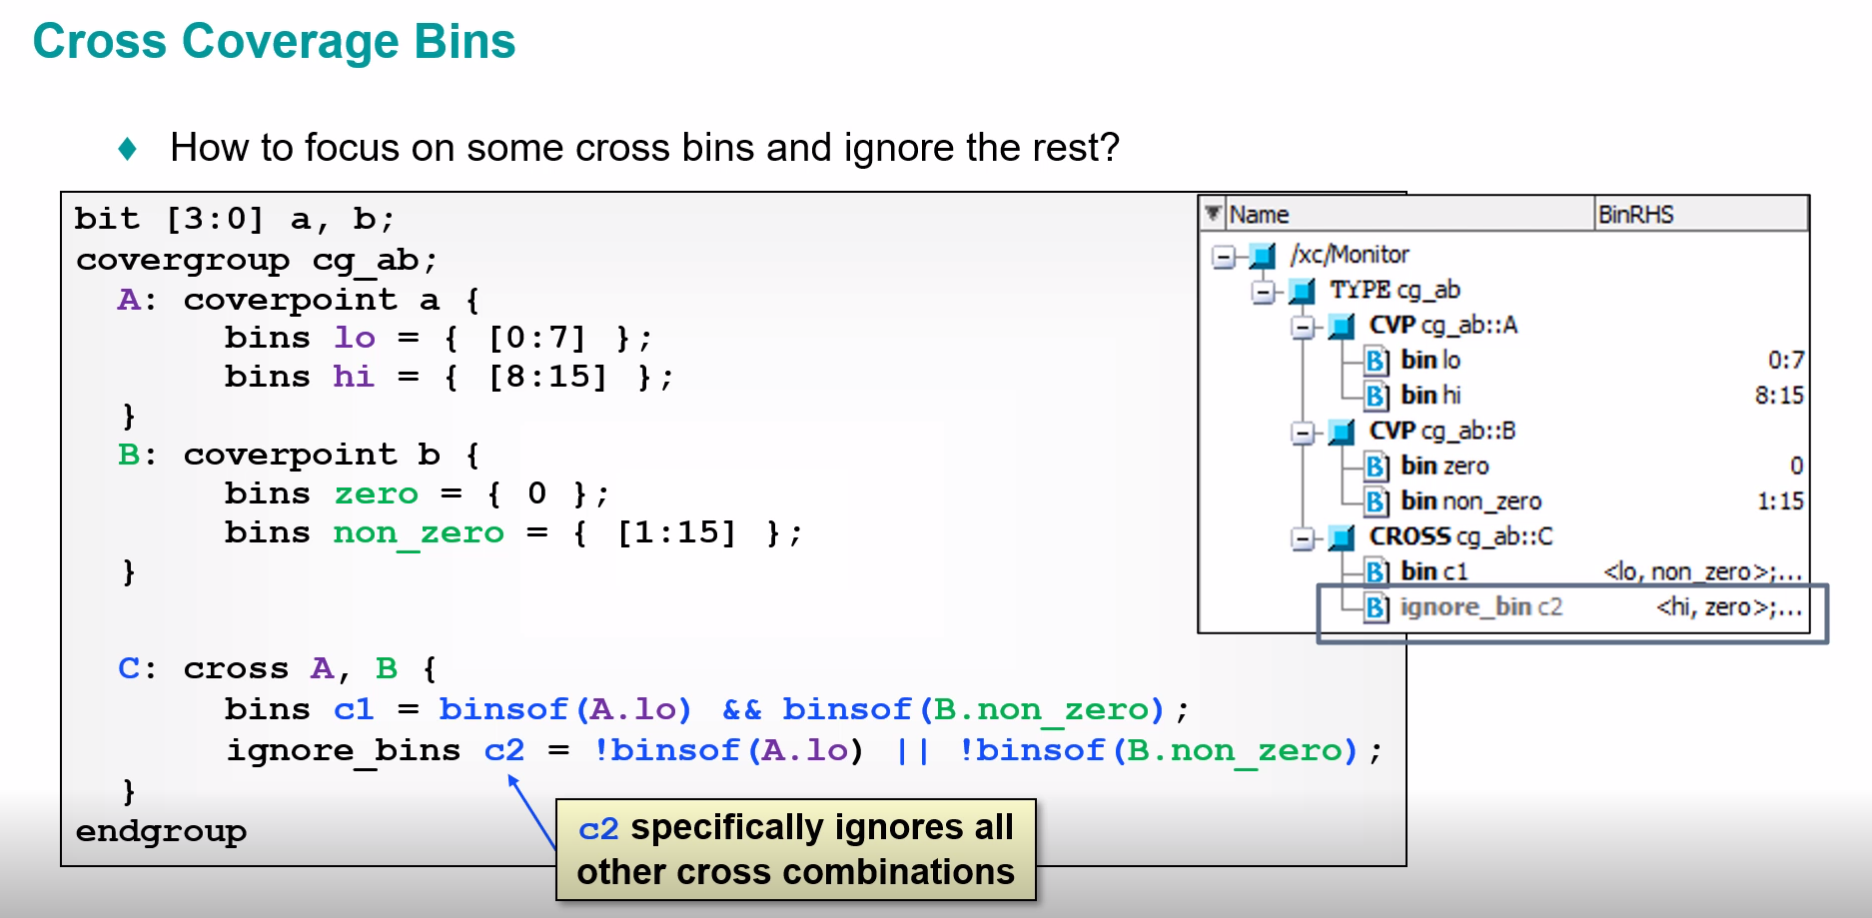 Cross Coverage Bins
How to focus on some cross bins and ignore the rest?
bit [3:0] a, b;
covergroup cg_ab;
A: coverpoint a {
bins lo = { [0:7] };
bins hi = { [8:15] };
}
B: coverpoint b {
bins zero = { 0 };
bins non_zero = { [1:15] };
}
C: cross A, B {
bins c1 = binsof(A.lo) && binsof(B.non_zero);
ignore_bins c2 = !binsof(A.lo) || !binsof(B.non_zero);
}
endgroup
c2 specifically ignores all
other cross combinations
Name BinRHS
/xc/Monitor
TYPE cg_ab
CVP cg_ab::A
B] bin lo 0:7
B] bin hi 8:15
CVP cg_ab::B
B] bin zero 0
B] bin non_zero 1:15
CROSS cg_ab::C
B] bin c1 <lo, non_zero>;...
B] ignore_bin c2 <hi, zero>;...